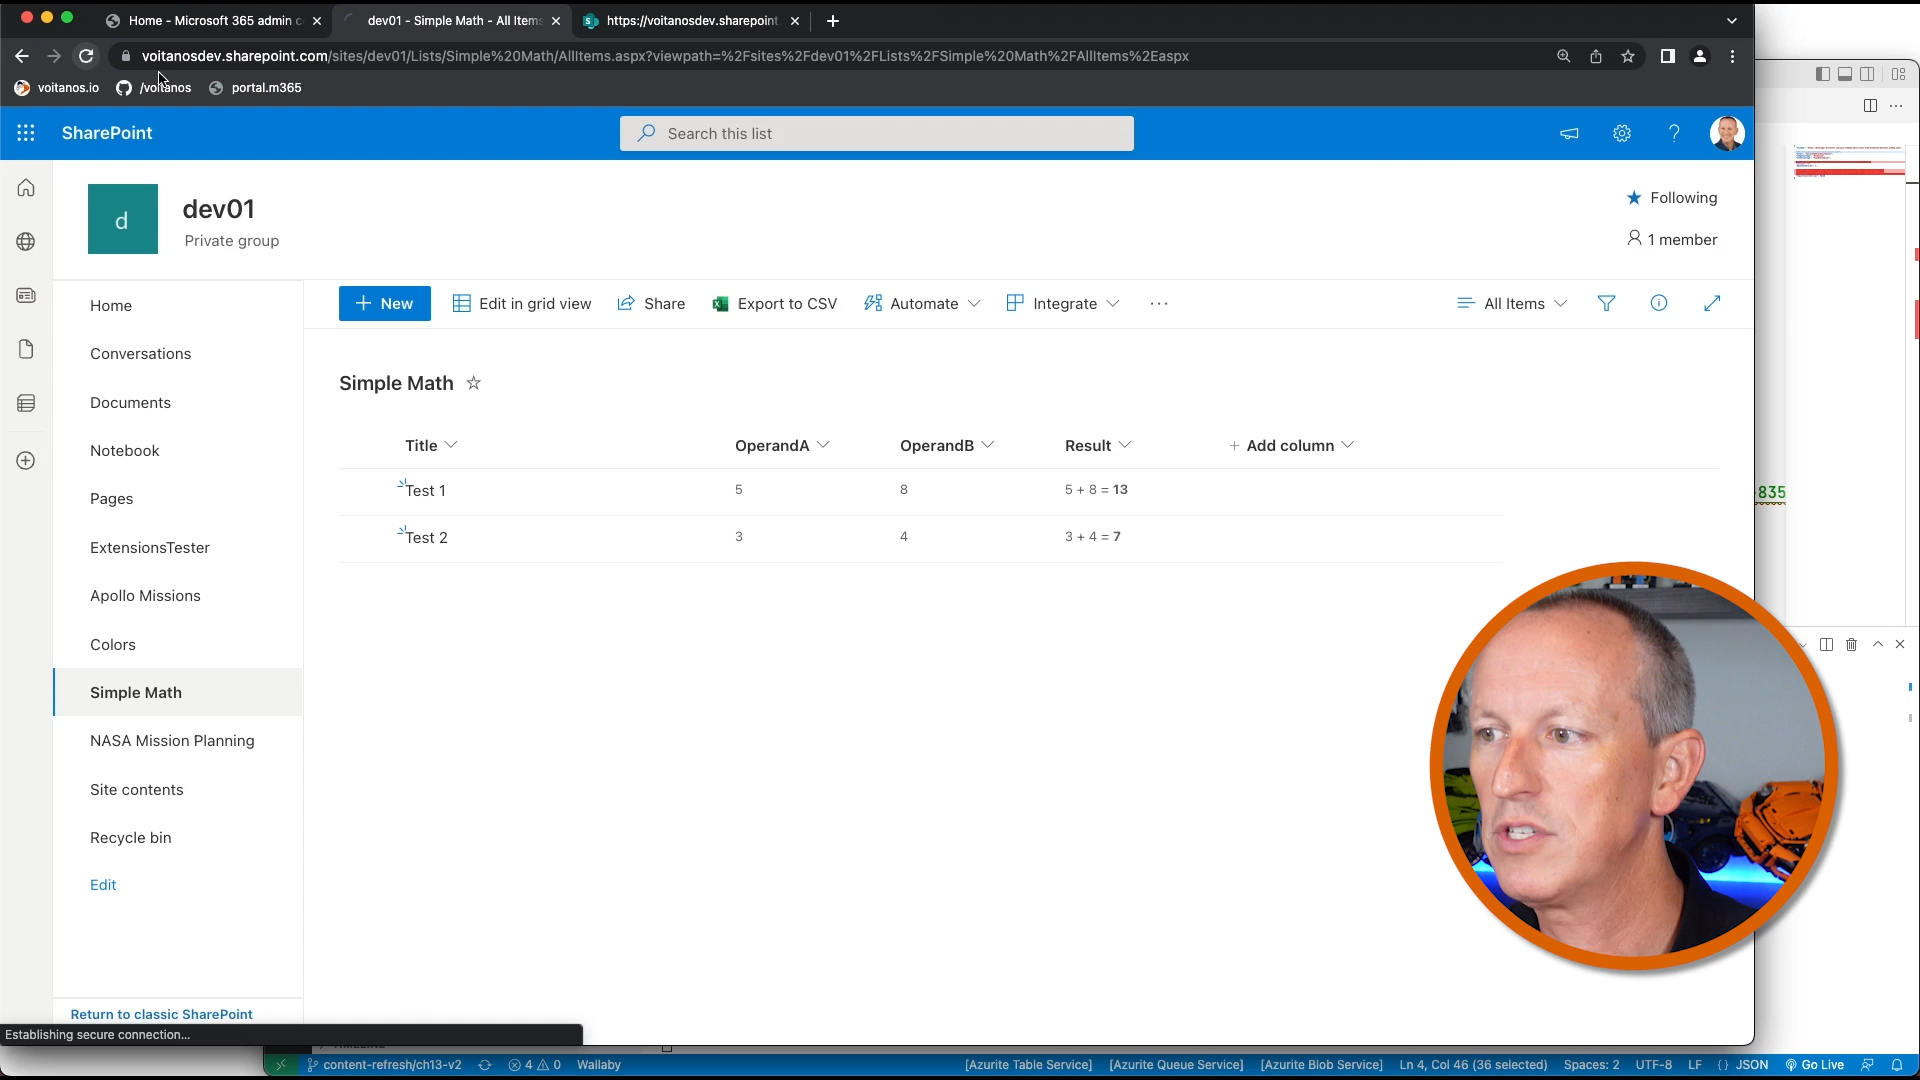 Home - Microsoft 365 admin c
dev01 - Simple Math - All Items
https://voitanosdev.sharepoint.
voitanosdev.sharepoint.com/sites/dev01/Lists/Simple%20Math/AllItems.aspx?viewpath=%2Fsites%2Fdev01%2FLists%2FSimple%20Math%2FAllItems%2Easpx
voitanos.io
/voitanos
portal.m365
SharePoint
Search this list
d
dev01
Private group
Following
1 member
Home
Conversations
Documents
Notebook
Pages
ExtensionsTester
Apollo Missions
Colors
Simple Math
NASA Mission Planning
Site contents
Recycle bin
Edit
Return to classic SharePoint
+ New
Edit in grid view
Share
Export to CSV
Automate
Integrate
···
All Items
Simple Math
Title
OperandA
OperandB
Result
+ Add column
Test 1
5
8
5 + 8 = 13
Test 2
3
4
3 + 4 = 7
835
Establishing secure connection...
content-refresh/ch13-v2
4
0
Wallaby
[Azurite Table Service]
[Azurite Queue Service]
[Azurite Blob Service]
Ln 4, Col 46 (36 selected)
Spaces: 2
UTF-8
LF
{ } JSON
Go Live